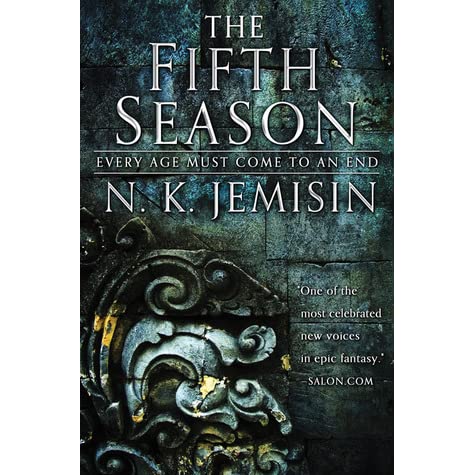 THE
FIFTH
SEASON
EVERY AGE MUST COME TO AN END
N. K. JEMISIN
"One of the
most celebrated
new voices
in epic fantasy."
—SALON.COM